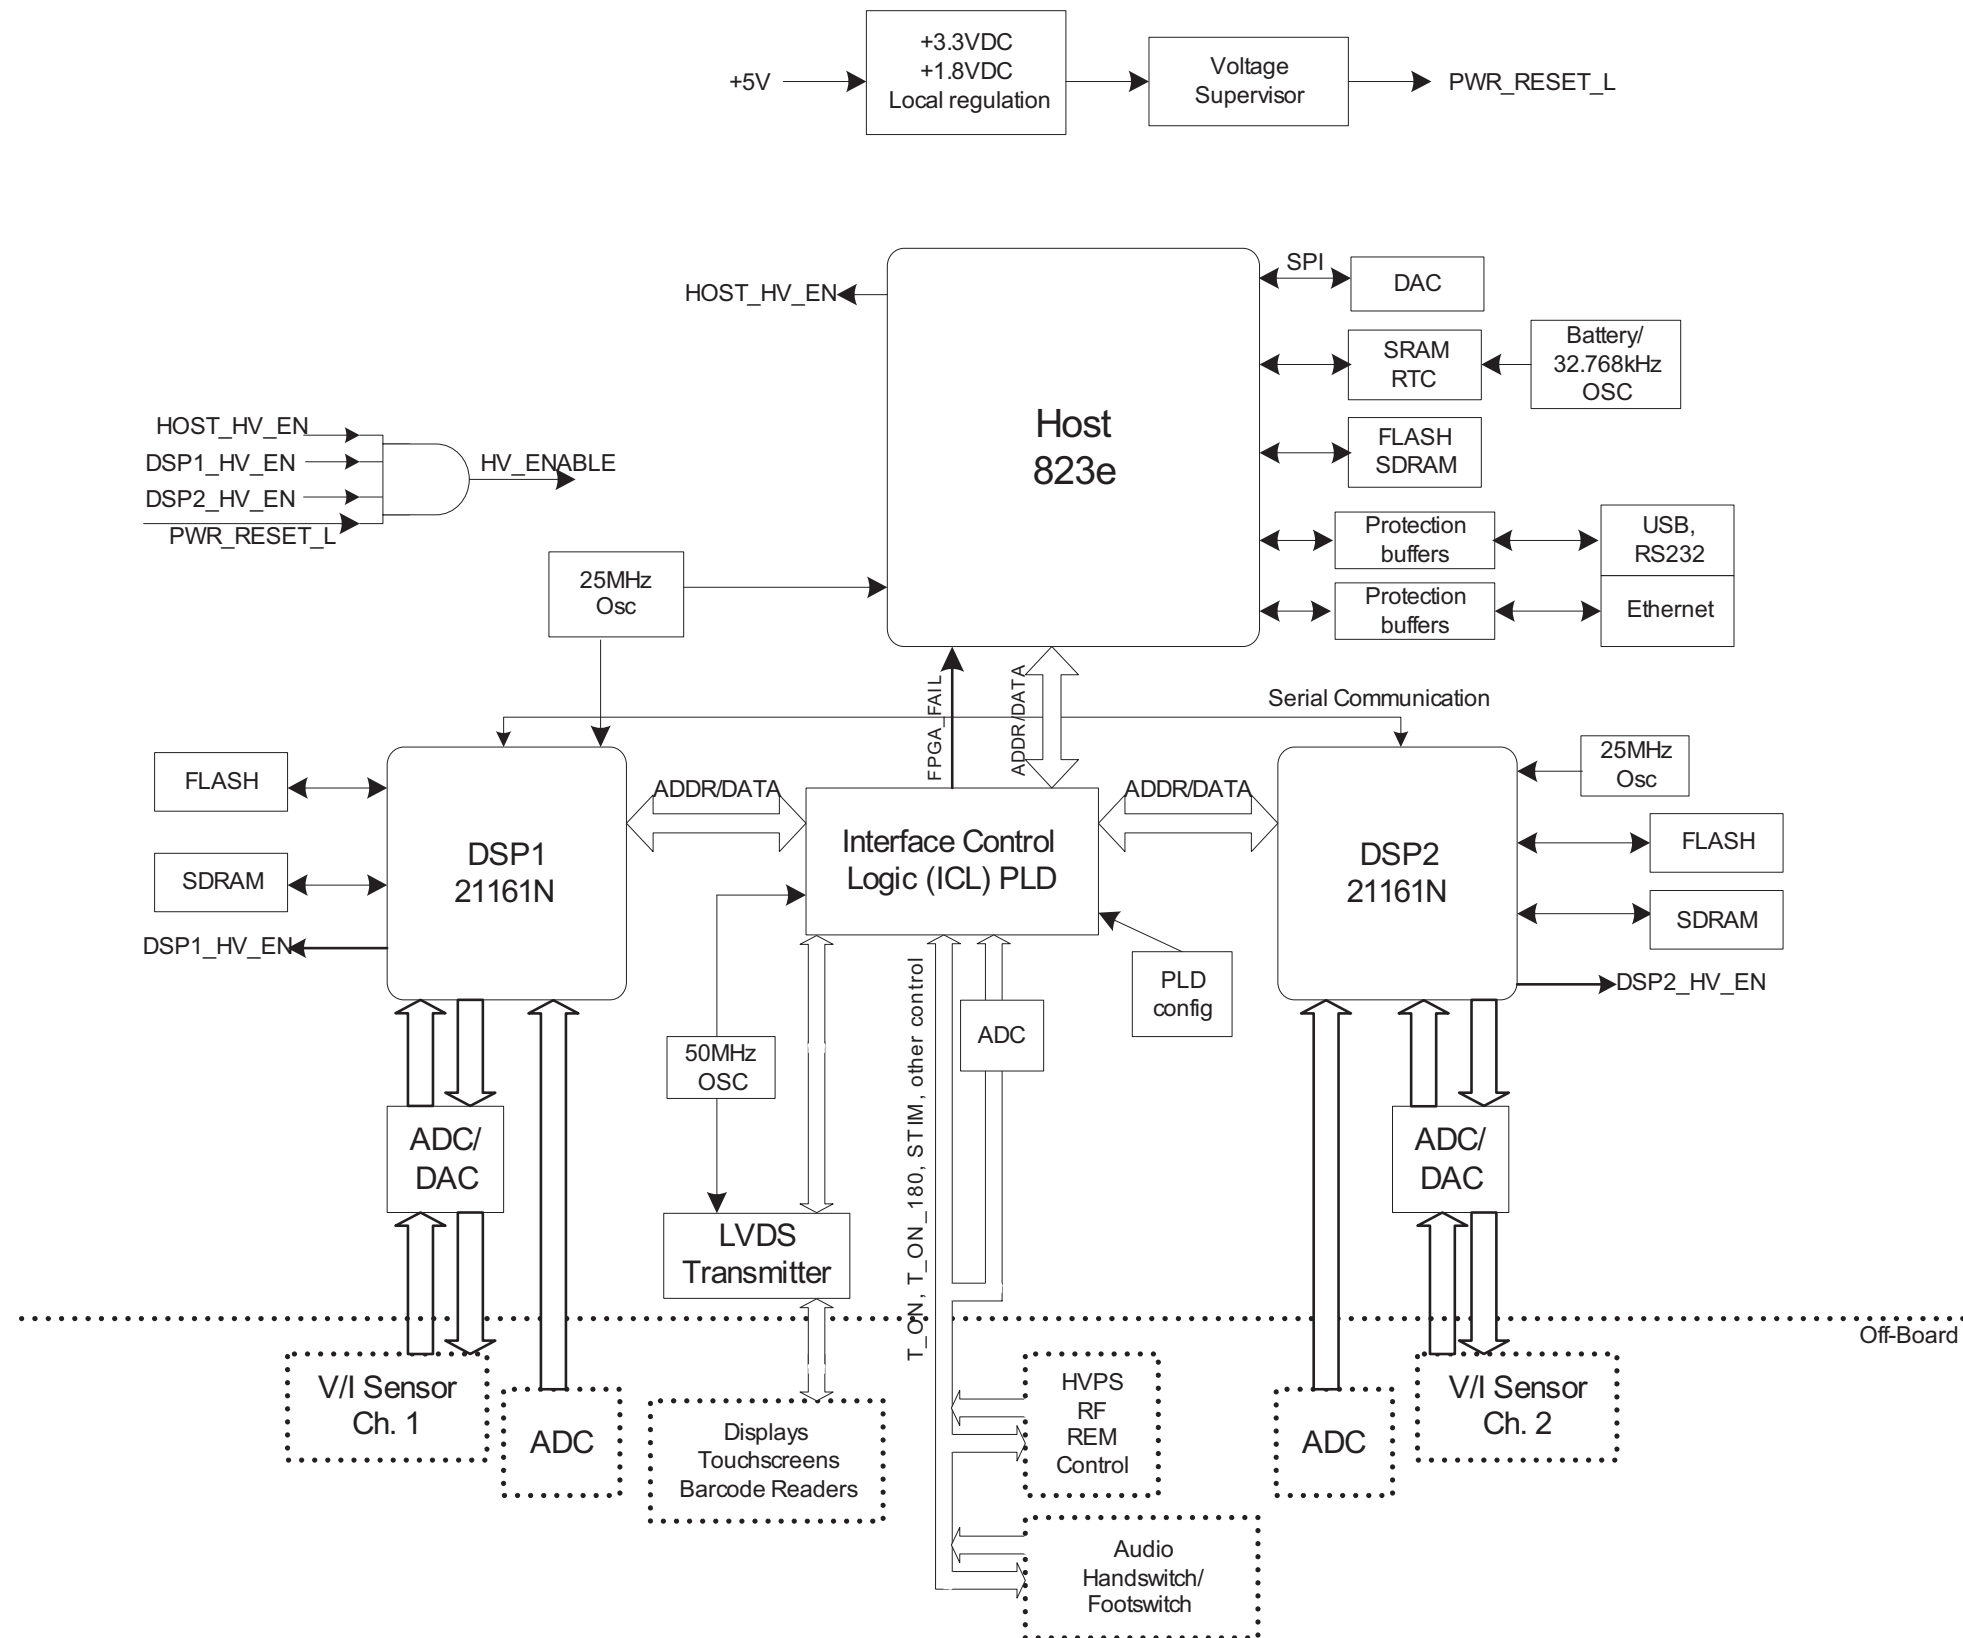 +5V
+3.3VDC
+1.8VDC
Local regulation
Voltage
Supervisor
PWR_RESET_L
HOST_HV_EN
Host
823e
SPI
DAC
SRAM
RTC
Battery/
32.768kHz
OSC
FLASH
SDRAM
Protection
buffers
USB,
RS232
Protection
buffers
Ethernet
HOST_HV_EN
DSP1_HV_EN
DSP2_HV_EN
PWR_RESET_L
HV_ENABLE
25MHz
Osc
FPGA_FAIL
ADDR/DATA
Serial Communication
FLASH
SDRAM
DSP1_HV_EN
DSP1
21161N
ADDR/DATA
Interface Control
Logic (ICL) PLD
ADDR/DATA
DSP2
21161N
25MHz
Osc
FLASH
SDRAM
DSP2_HV_EN
PLD
config
50MHz
OSC
T_ON, T_ON_180, STIM, other control
ADC
ADC/
DAC
LVDS
Transmitter
ADC/
DAC
Off-Board
V/I Sensor
Ch. 1
ADC
Displays
Touchscreens
Barcode Readers
HVPS
RF
REM
Control
Audio
Handswitch/
Footswitch
ADC
V/I Sensor
Ch. 2